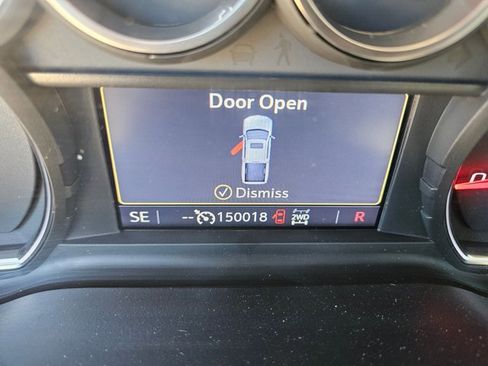 Door Open
Dismiss
SE -- 150018 2WD R